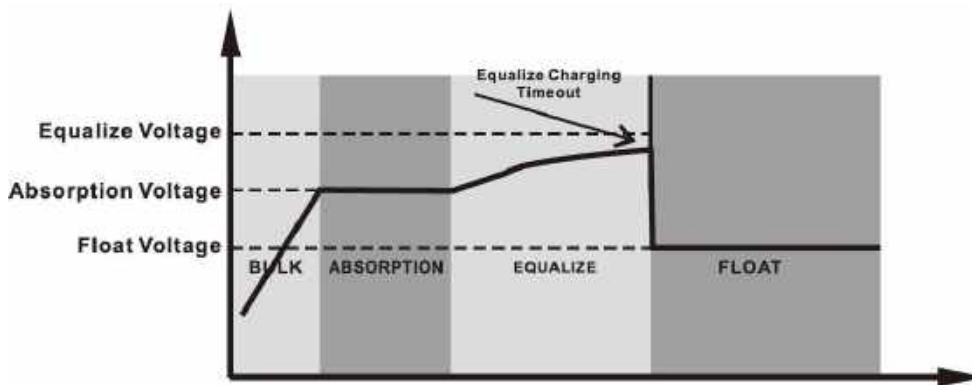 Equalize Charging
Timeout
Equalize Voltage
Absorption Voltage
Float Voltage
BULK
ABSORPTION
EQUALIZE
FLOAT